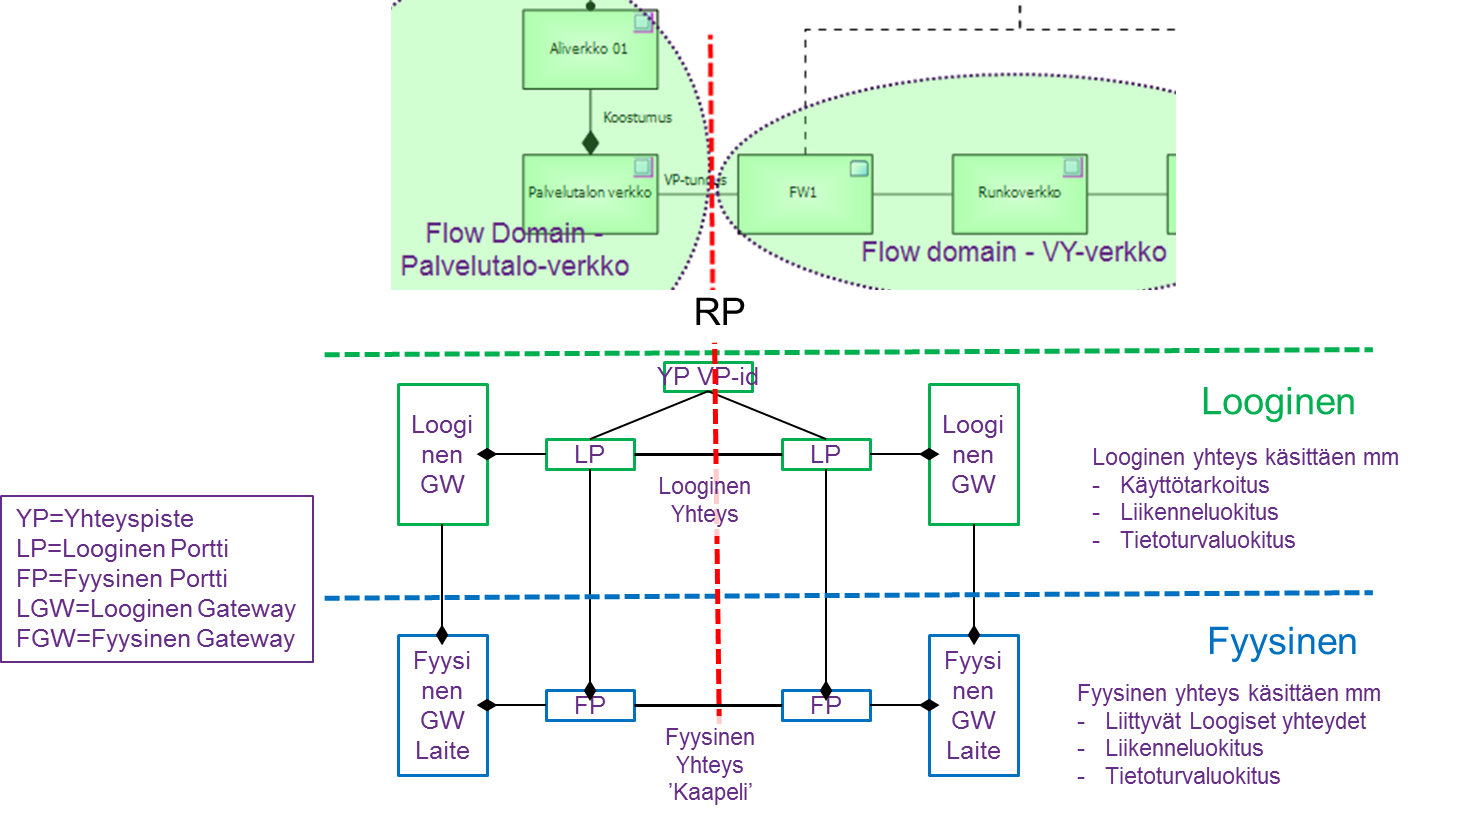 Aliverkko 01
Koostumus
Palvelutalon verkko
VP-tunnus
FW1
Runkoverkko
Flow Domain -
Palvelutalo-verkko
Flow domain - VY-verkko
RP
YP VP-id
Looginen
Loogi
nen
GW
LP
LP
Loogi
nen
GW
Looginen
Yhteys
Looginen yhteys käsittäen mm
- Käyttötarkoitus
- Liikenneluokitus
- Tietoturvaluokitus
YP=Yhteyspiste
LP=Looginen Portti
FP=Fyysinen Portti
LGW=Looginen Gateway
FGW=Fyysinen Gateway
Fyysinen
Fyysi
nen
GW
Laite
FP
FP
Fyysi
nen
GW
Laite
Fyysinen
Yhteys
’Kaapeli’
Fyysinen yhteys käsittäen mm
- Liittyvät Loogiset yhteydet
- Liikenneluokitus
- Tietoturvaluokitus